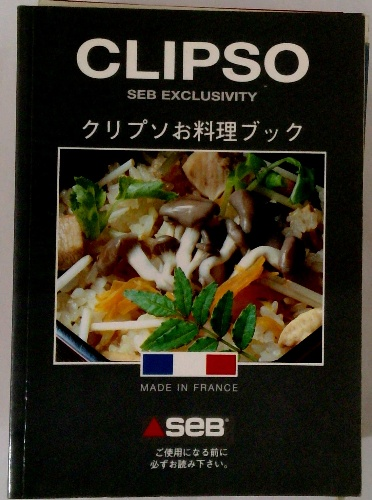 CLIPSO
SEB EXCLUSIVITY
クリプソお料理ブック
MADE IN FRANCE
SEB
ご使用になる前に
必ずお読み下さい。